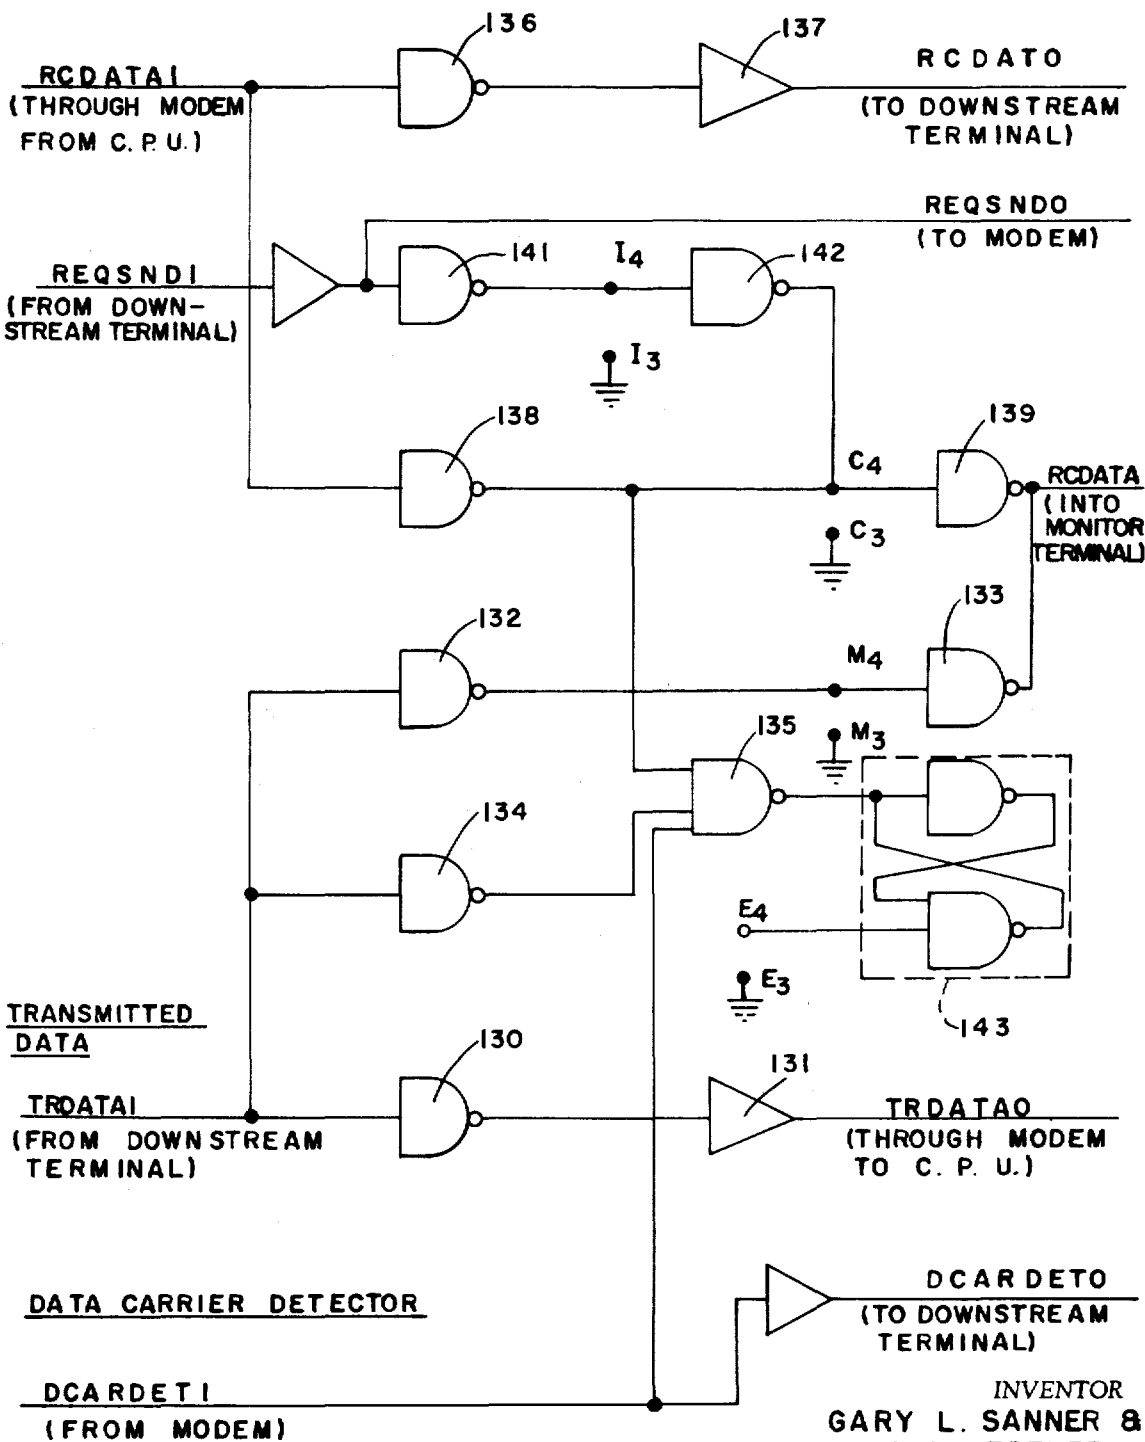 136
137
RCDATAI
(THROUGH MODEM
FROM C.P.U.)
RCDATO
(TO DOWNSTREAM
TERMINAL)
REQSNDO
(TO MODEM)
REQSNDI
(FROM DOWN-
STREAM TERMINAL)
141
I4
142
I3
138
139
C4
RCDATA
(INTO
MONITOR
TERMINAL)
C3
132
133
M4
135
M3
134
E4
E3
143
TRANSMITTED
DATA
130
131
TRDATAI
(FROM DOWNSTREAM
TERMINAL)
TRDATAO
(THROUGH MODEM
TO C.P.U.)
DATA CARRIER DETECTOR
DCARDETO
(TO DOWNSTREAM
TERMINAL)
DCARDETI
(FROM MODEM)
INVENTOR
GARY L. SANNER &